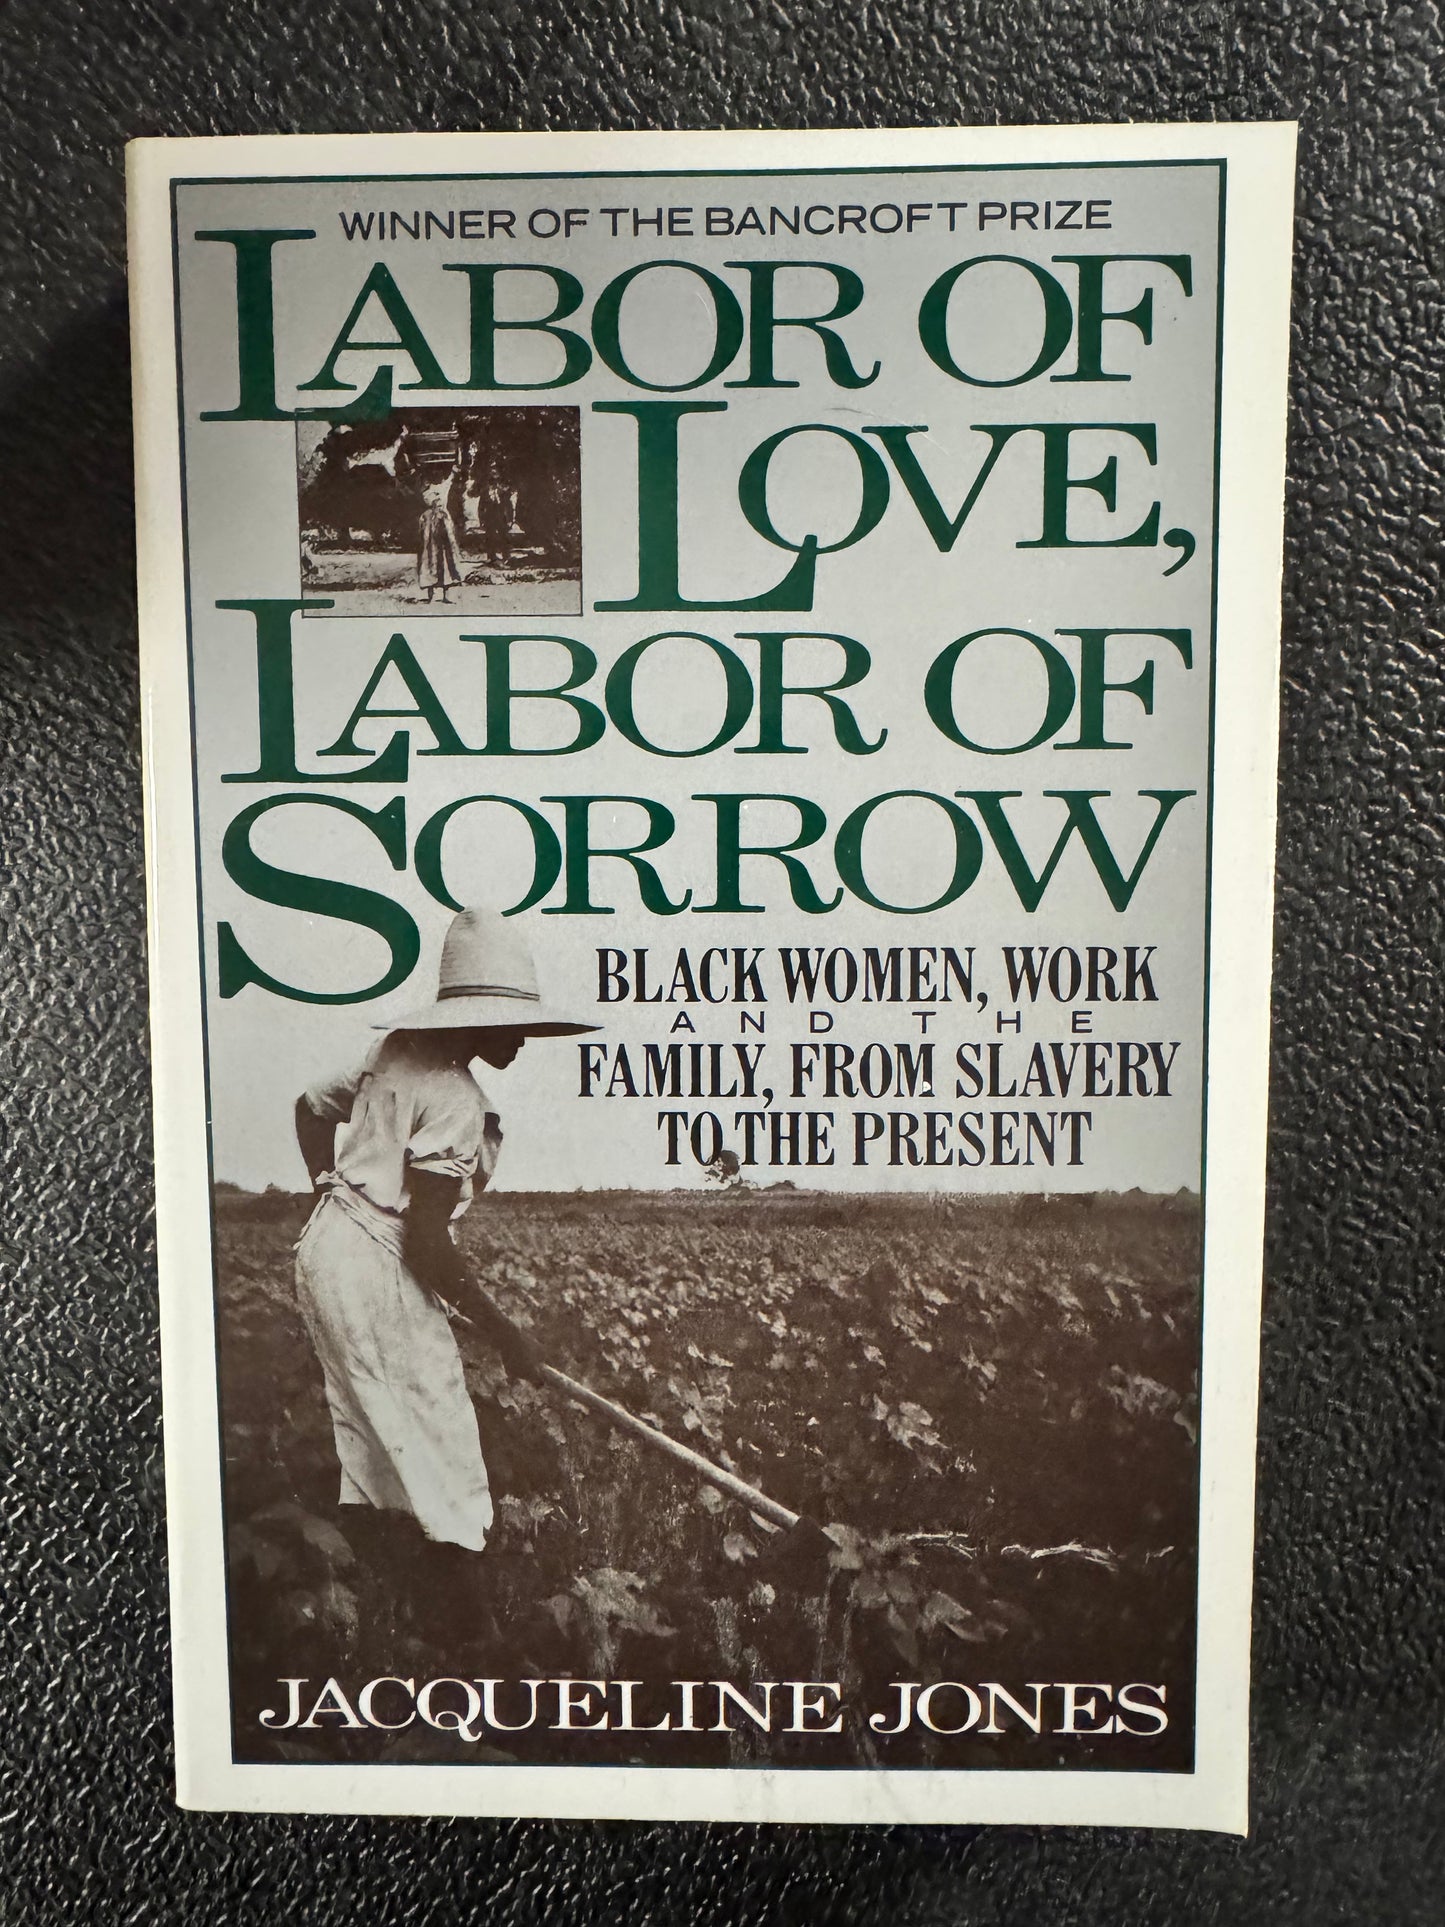 WINNER OF THE BANCROFT PRIZE
LABOR OF
LOVE,
LABOR OF
SORROW
BLACK WOMEN, WORK
AND THE
FAMILY, FROM SLAVERY
TO THE PRESENT
JACQUELINE JONES